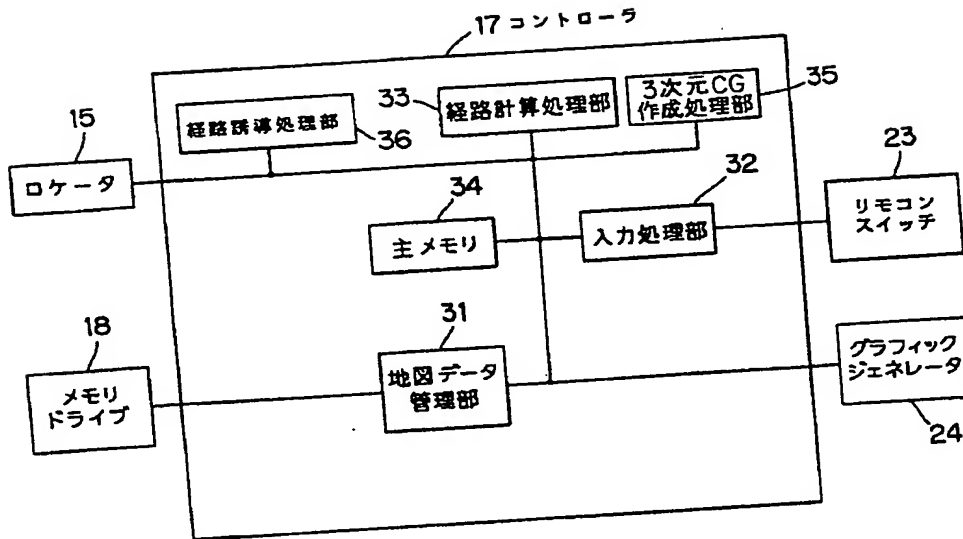 17 コントローラ
33
経路計算処理部
3次元CG
作成処理部
35
経路誘導処理部
36
15
ロケータ
34
主メモリ
32
入力処理部
23
リモコン
スイッチ
18
メモリ
ドライブ
31
地図データ
管理部
グラフィック
ジェネレータ
24